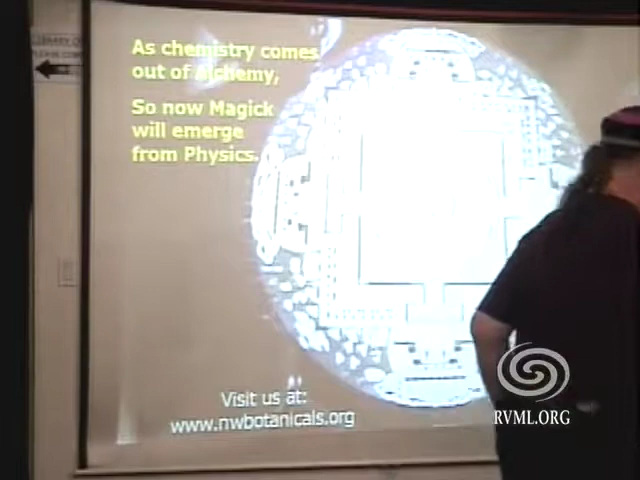 LIBRARY
As chemistry comes
out of alchemy,
So now Magick
will emerge
from Physics.
Visit us at:
www.nwbotanicals.org
RVML.ORG